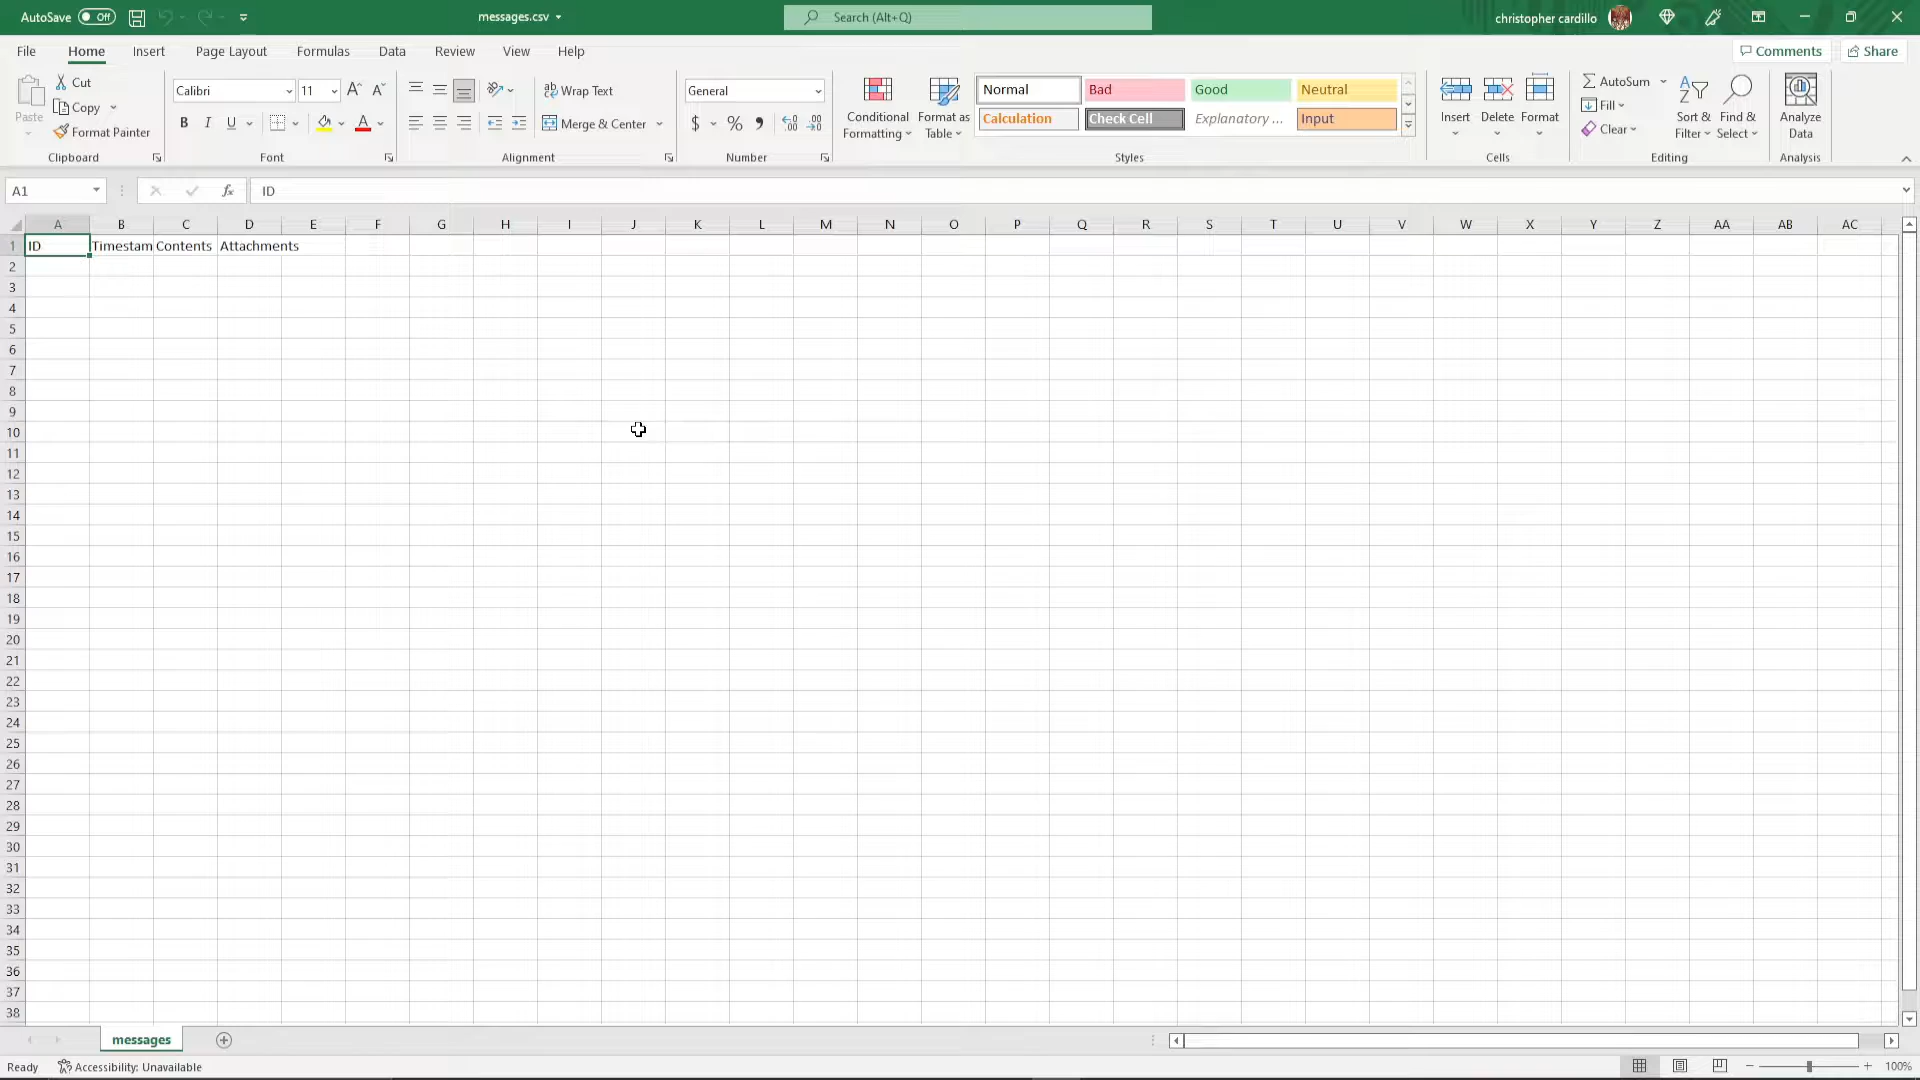 AutoSave Off messages.csv Search (Alt+Q) christopher cardillo
File Home Insert Page Layout Formulas Data Review View Help Comments Share
Paste Cut Copy Format Painter Clipboard
Calibri 11 A A B I U A Font
ab Wrap Text Merge & Center Alignment
General $ % Number
Conditional Formatting Format as Table
Normal Bad Good Neutral
Calculation Check Cell Explanatory ... Input
Styles
Insert Delete Format Cells
AutoSum Fill Clear Sort & Filter Find & Select Editing
Analyze Data Analysis
A1 fx ID
A B C D E F G H I J K L M N O P Q R S T U V W X Y Z AA AB AC
1 ID Timestam Contents Attachments
2
3
4
5
6
7
8
9
10
11
12
13
14
15
16
17
18
19
20
21
22
23
24
25
26
27
28
29
30
31
32
33
34
35
36
37
38
messages
Ready Accessibility: Unavailable 100%